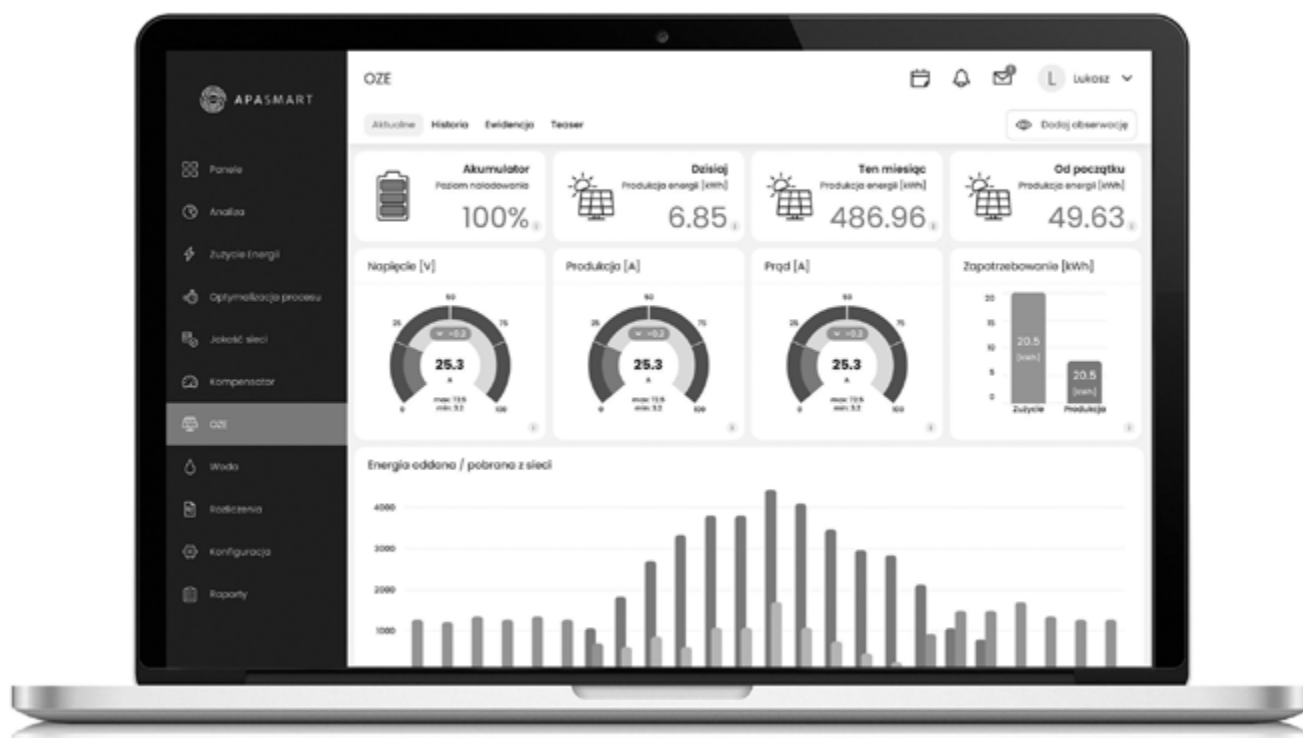 APASMART
Panele
Analiza
Zużycie Energii
Optymalizacja procesu
Jakość sieci
Kompensator
OZE
Woda
Rozliczenia
Konfiguracja
Raporty
OZE
L Lukasz
Aktualne Historia Ewidencja Teaser
Dodaj obserwację
Akumulator
Poziom naładowania
100%
Dzisiaj
Produkcja energii [kWh]
6.85
Ten miesiąc
Produkcja energii [kWh]
486.96
Od początku
Produkcja energii [kWh]
49.63
Napięcie [V]
0 25 50 75 100
25.3
A
Produkcja [A]
0 25 50 75 100
25.3
A
Prąd [A]
0 25 50 75 100
25.3
A
Zapotrzebowanie [kWh]
20
15
10
5
0
20.5
[kWh]
20.5
[kWh]
Zużycie Produkcja
Energia oddana / pobrana z sieci
4000
3000
2000
1000